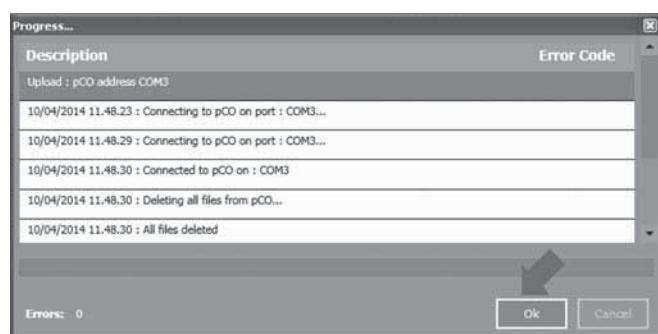 Progress...
Description Error Code
Upload : pCO address COM3
10/04/2014 11.48.23 : Connecting to pCO on port : COM3...
10/04/2014 11.48.29 : Connecting to pCO on port : COM3...
10/04/2014 11.48.30 : Connected to pCO on : COM3
10/04/2014 11.48.30 : Deleting all files from pCO...
10/04/2014 11.48.30 : All files deleted
Errors: 0
Ok Cancel